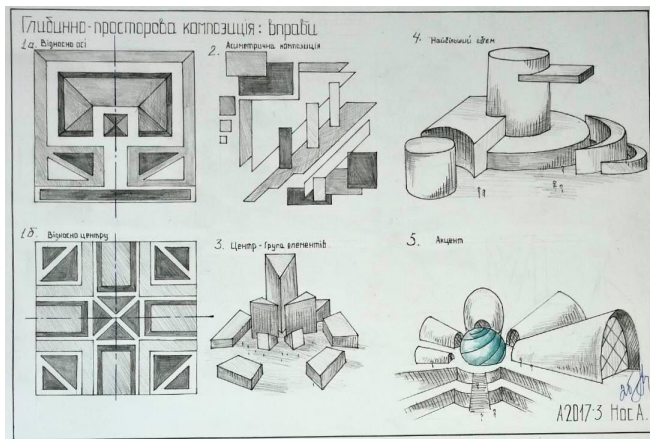 Глибинно-просторова композиція: вправи
1а. Відносно осі
2. Асиметрична композиція
4. Найбільший об'єм
1б. Відносно центру
3. Центр - група елементів
5. Акцент
А2017-3 Нос А.